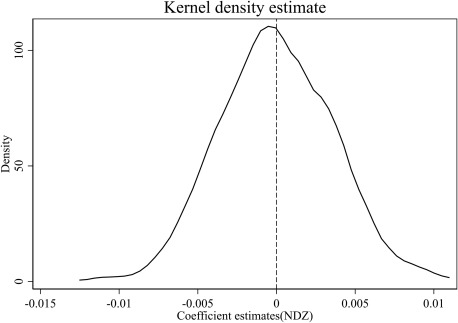 Kernel density estimate
100
50
0
Density
-0.015 -0.01 -0.005 0 0.005 0.01
Coefficient estimates(NDZ)